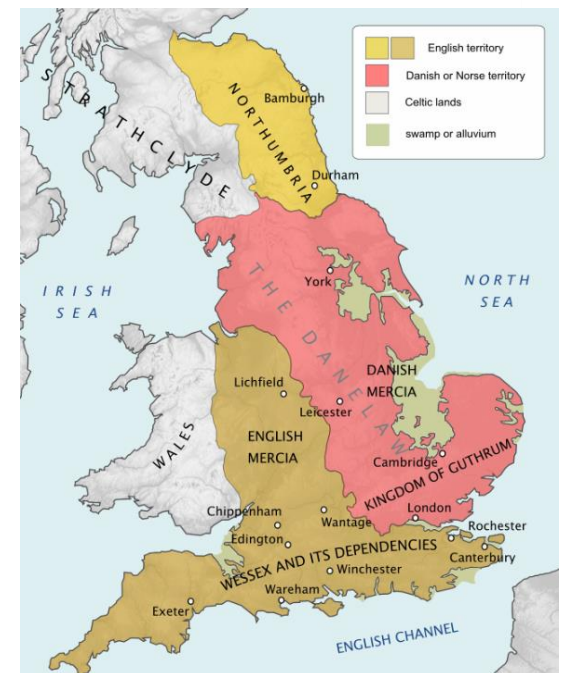 English territory
Danish or Norse territory
Celtic lands
swamp or alluvium
STRATHCLYDE
NORTHUMBRIA
Bamburgh
Durham
IRISH
SEA
NORTH
SEA
York
THE DANELAW
DANISH
MERCIA
Lichfield
Leicester
ENGLISH
MERCIA
WALES
Cambridge
KINGDOM OF GUTHRUM
Chippenham
Wantage
London
Edington
Rochester
WESSEX AND ITS DEPENDENCIES
Canterbury
Winchester
Wareham
Exeter
ENGLISH CHANNEL